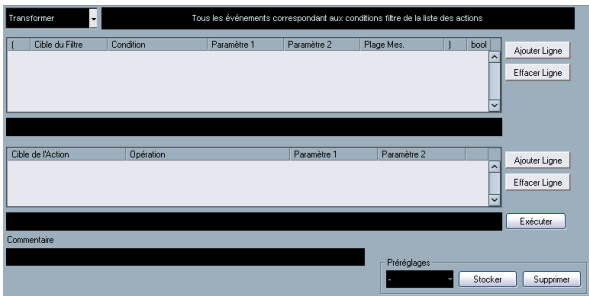 Transformer
Tous les événements correspondant aux conditions filtre de la liste des actions
( Cible du Filtre Condition Paramètre 1 Paramètre 2 Plage Mes. ) bool
Ajouter Ligne
Effacer Ligne
Cible de l'Action Opération Paramètre 1 Paramètre 2
Ajouter Ligne
Effacer Ligne
Exécuter
Commentaire
Préréglages
- Stocker Supprimer